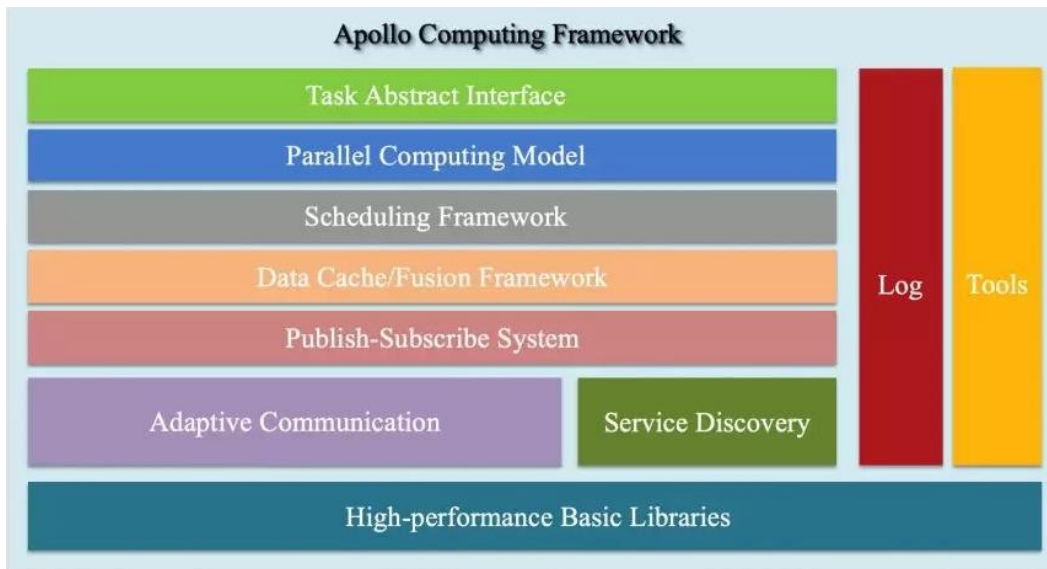 Apollo Computing Framework
Task Abstract Interface
Parallel Computing Model
Scheduling Framework
Data Cache/Fusion Framework
Publish-Subscribe System
Adaptive Communication
Service Discovery
Log
Tools
High-performance Basic Libraries